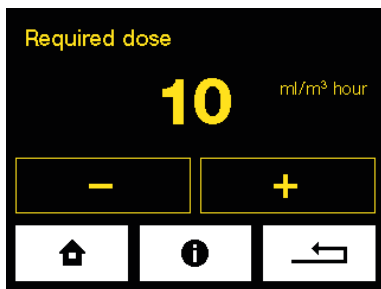 Required dose
10 ml/m³ hour
− +